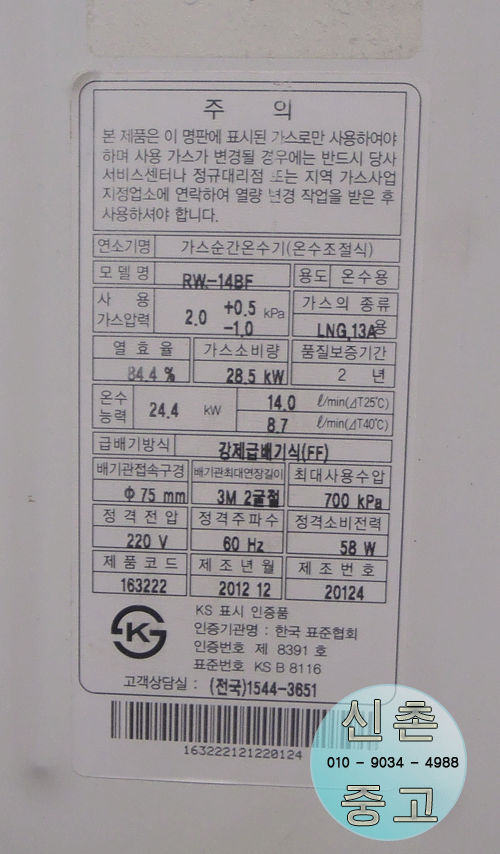 주 의
본 제품은 이 명판에 표시된 가스로만 사용하여야
하며 사용 가스가 변경될 경우에는 반드시 당사
서비스센터나 정규대리점 또는 지역 가스사업
지정업소에 연락하여 열량 변경 작업을 받은 후
사용하셔야 합니다.
연소기명 가스순간온수기(온수조절식)
모델명 RW-14BF 용도 온수용
사 용 가스압력 2.0 +0.5 -1.0 kPa 가스의 종류 LNG,13A용
열 효 율 가스소비량 품질보증기간
84.4 % 28.5 kW 2 년
온수 능력 24.4 kW 14.0 ℓ/min(⊿T25℃)
8.7 ℓ/min(⊿T40℃)
급배기방식 강제급배기식(FF)
배기관접속구경 배기관최대연장길이 최대사용수압
Φ 75 mm 3M 2굴절 700 kPa
정격전압 정격주파수 정격소비전력
220 V 60 Hz 58 W
제품코드 제조년월 제조번호
163222 2012 12 20124
KS 표시 인증품
인증기관명 : 한국 표준협회
인증번호 제 8391 호
표준번호 KS B 8116
고객상담실 : (전국)1544-3651
163222121220124
신촌
010 - 9034 - 4988
중고